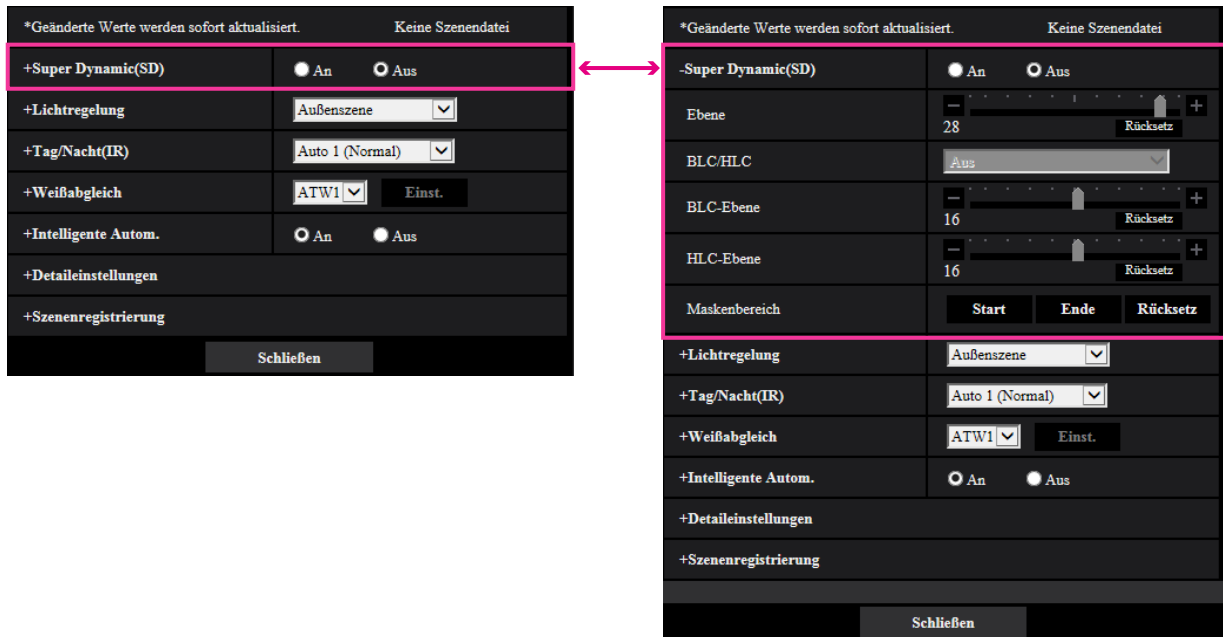 *Geänderte Werte werden sofort aktualisiert. Keine Szenendatei
+Super Dynamic(SD) An Aus
+Lichtregelung Außenszene
+Tag/Nacht(IR) Auto 1 (Normal)
+Weißabgleich ATW1 Einst.
+Intelligente Autom. An Aus
+Detaileinstellungen
+Szenenregistrierung
Schließen
*Geänderte Werte werden sofort aktualisiert. Keine Szenendatei
-Super Dynamic(SD) An Aus
Ebene
28 Rücksetz
BLC/HLC Aus
BLC-Ebene
16 Rücksetz
HLC-Ebene
16 Rücksetz
Maskenbereich Start Ende Rücksetz
+Lichtregelung Außenszene
+Tag/Nacht(IR) Auto 1 (Normal)
+Weißabgleich ATW1 Einst.
+Intelligente Autom. An Aus
+Detaileinstellungen
+Szenenregistrierung
Schließen